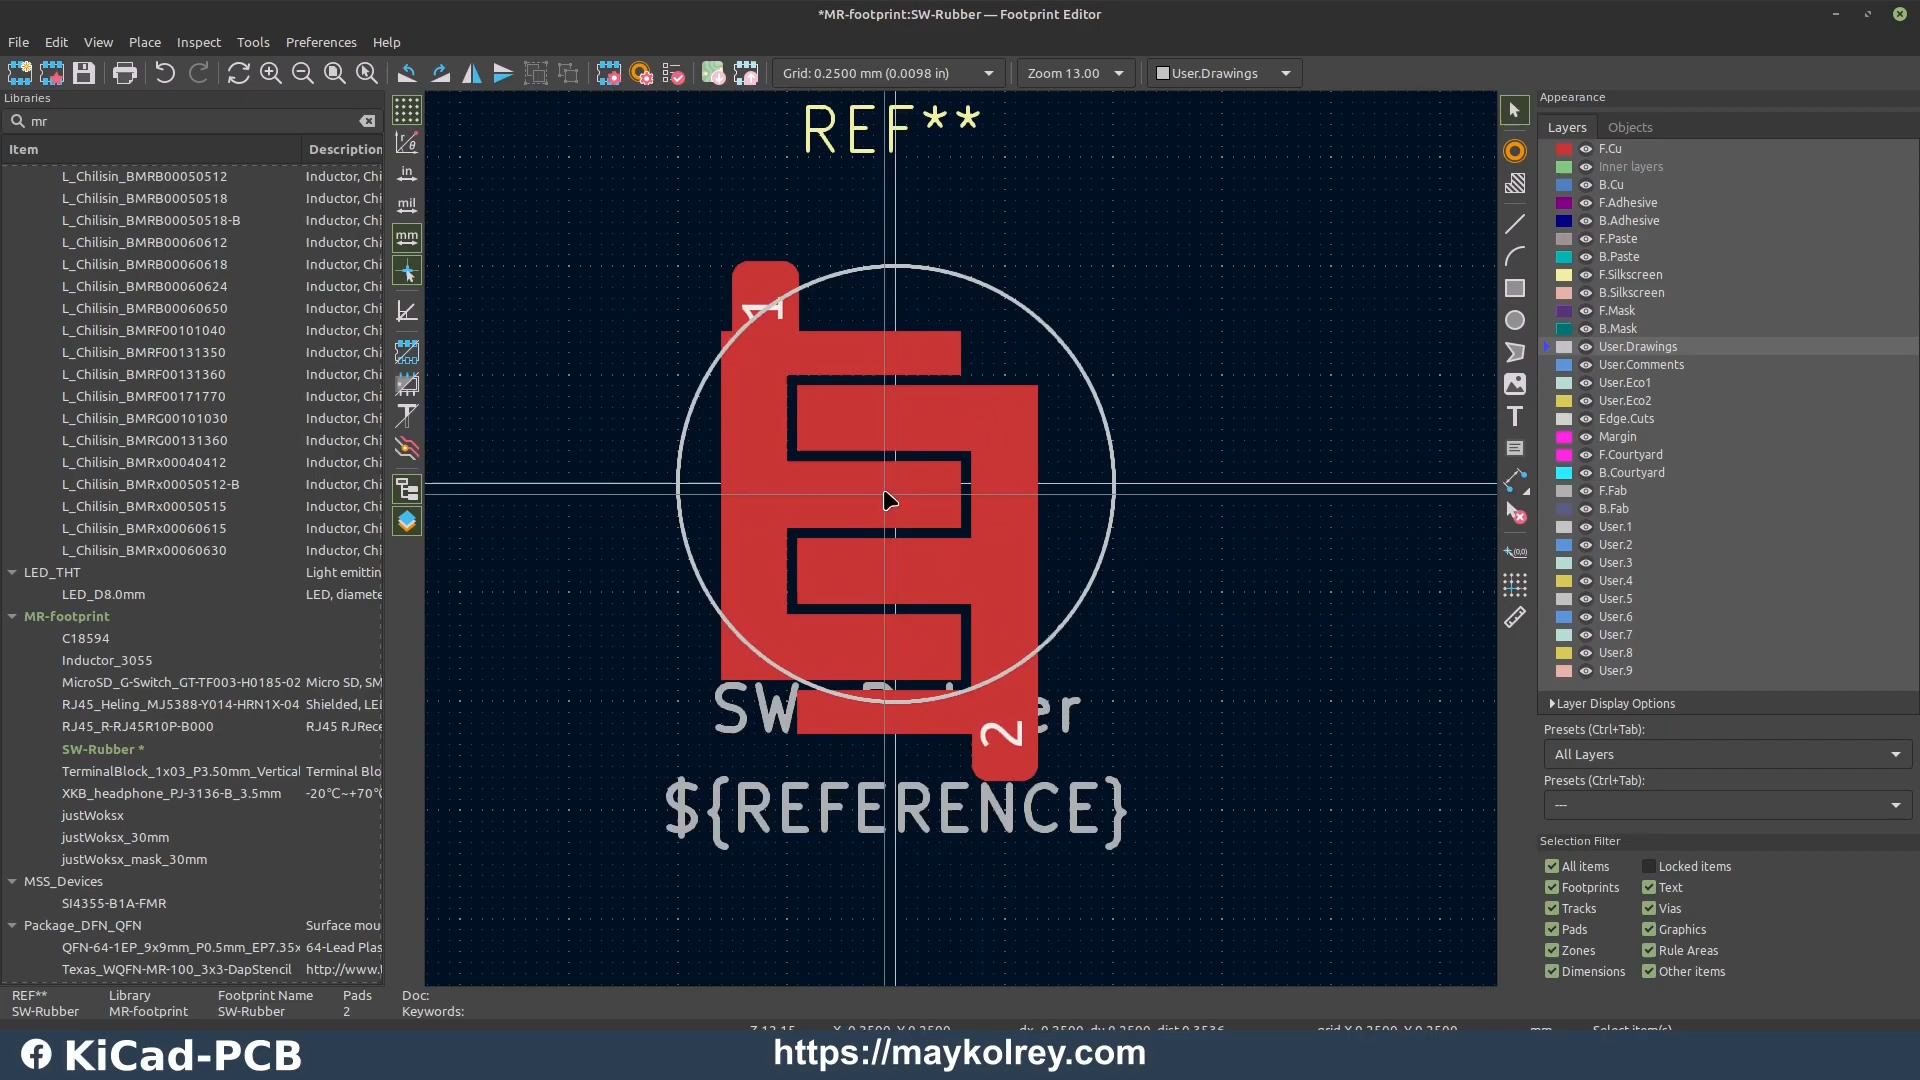 *MR-footprint:SW-Rubber — Footprint Editor
File Edit View Place Inspect Tools Preferences Help
Grid: 0.2500 mm (0.0098 in) Zoom 13.00 User.Drawings
Libraries
mr
Item Description
L_Chilisin_BMRB00050512 Inductor, Chi
L_Chilisin_BMRB00050518 Inductor, Chi
L_Chilisin_BMRB00050518-B Inductor, Chi
L_Chilisin_BMRB00060612 Inductor, Chi
L_Chilisin_BMRB00060618 Inductor, Chi
L_Chilisin_BMRB00060624 Inductor, Chi
L_Chilisin_BMRB00060650 Inductor, Chi
L_Chilisin_BMRF00101040 Inductor, Chi
L_Chilisin_BMRF00131350 Inductor, Chi
L_Chilisin_BMRF00131360 Inductor, Chi
L_Chilisin_BMRF00171770 Inductor, Chi
L_Chilisin_BMRG00101030 Inductor, Chi
L_Chilisin_BMRG00131360 Inductor, Chi
L_Chilisin_BMRx00040412 Inductor, Chi
L_Chilisin_BMRx00050512-B Inductor, Chi
L_Chilisin_BMRx00050515 Inductor, Chi
L_Chilisin_BMRx00060615 Inductor, Chi
L_Chilisin_BMRx00060630 Inductor, Chi
LED_THT Light emittin
LED_D8.0mm LED, diamete
MR-footprint
C18594
Inductor_3055
MicroSD_G-Switch_GT-TF003-H0185-02 Micro SD, SM
RJ45_Heling_MJ5388-Y014-HRN1X-04 Shielded, LEI
RJ45_R-RJ45R10P-B000 RJ45 RJRece
SW-Rubber *
TerminalBlock_1x03_P3.50mm_Vertical Terminal Blo
XKB_headphone_PJ-3136-B_3.5mm -20℃~+70℃
justWoksx
justWoksx_30mm
justWoksx_mask_30mm
MSS_Devices
SI4355-B1A-FMR
Package_DFN_QFN Surface mou
QFN-64-1EP_9x9mm_P0.5mm_EP7.35x 64-Lead Plas
Texas_WQFN-MR-100_3x3-DapStencil http://www.
in
mil
mm
REF**
1
2
${REFERENCE}
Appearance
Layers Objects
F.Cu
Inner layers
B.Cu
F.Adhesive
B.Adhesive
F.Paste
B.Paste
F.Silkscreen
B.Silkscreen
F.Mask
B.Mask
User.Drawings
User.Comments
User.Eco1
User.Eco2
Edge.Cuts
Margin
F.Courtyard
B.Courtyard
F.Fab
B.Fab
User.1
User.2
User.3
User.4
User.5
User.6
User.7
User.8
User.9
Layer Display Options
Presets (Ctrl+Tab):
All Layers
Presets (Ctrl+Tab):
---
Selection Filter
All items Locked items
Footprints Text
Tracks Vias
Pads Graphics
Zones Rule Areas
Dimensions Other items
REF** Library Footprint Name Pads Doc:
SW-Rubber MR-footprint SW-Rubber 2 Keywords:
KiCad-PCB https://maykolrey.com